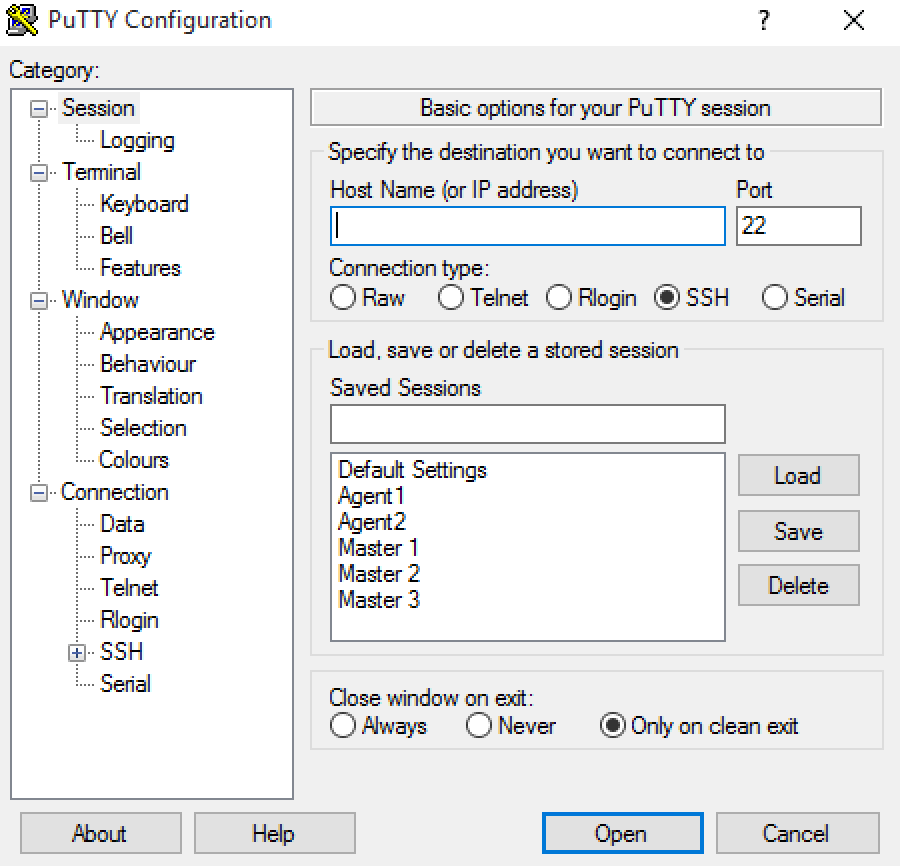 PuTTY Configuration
?
Category:
Session
Logging
Terminal
Keyboard
Bell
Features
Window
Appearance
Behaviour
Translation
Selection
Colours
Connection
Data
Proxy
Telnet
Rlogin
SSH
Serial
Basic options for your PuTTY session
Specify the destination you want to connect to
Host Name (or IP address) Port
22
Connection type:
Raw Telnet Rlogin SSH Serial
Load, save or delete a stored session
Saved Sessions
Default Settings
Agent1
Agent2
Master 1
Master 2
Master 3
Load
Save
Delete
Close window on exit:
Always Never Only on clean exit
About Help Open Cancel